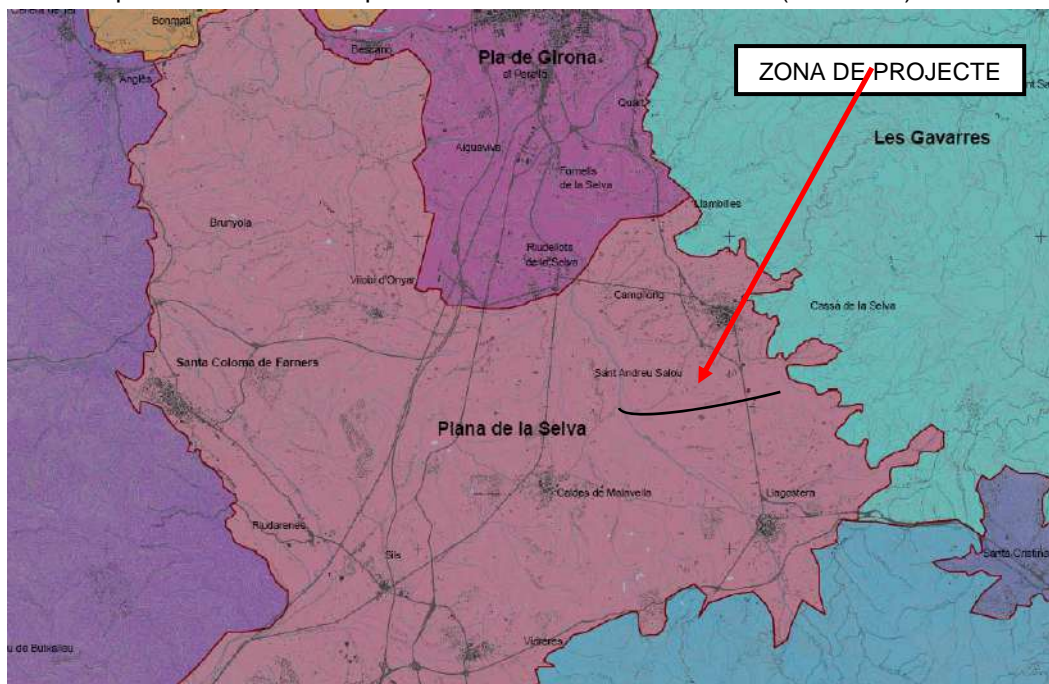 Bonmatí
Bescanó
Pla de Girona
el Perelló
ZONA DE PROJECTE
Anglès
Quart
Les Gavarres
Aiguaviva
Fornells
de la Selva
Llambilles
Brunyola
Riudellots
de la Selva
Vilobí d'Onyar
Campllong
Cassà de la Selva
Santa Coloma de Farners
Sant Andreu Salou
Plana de la Selva
Caldes de Malavella
Llagostera
Riudarenes
Sils
Santa Cristina
Vidreres